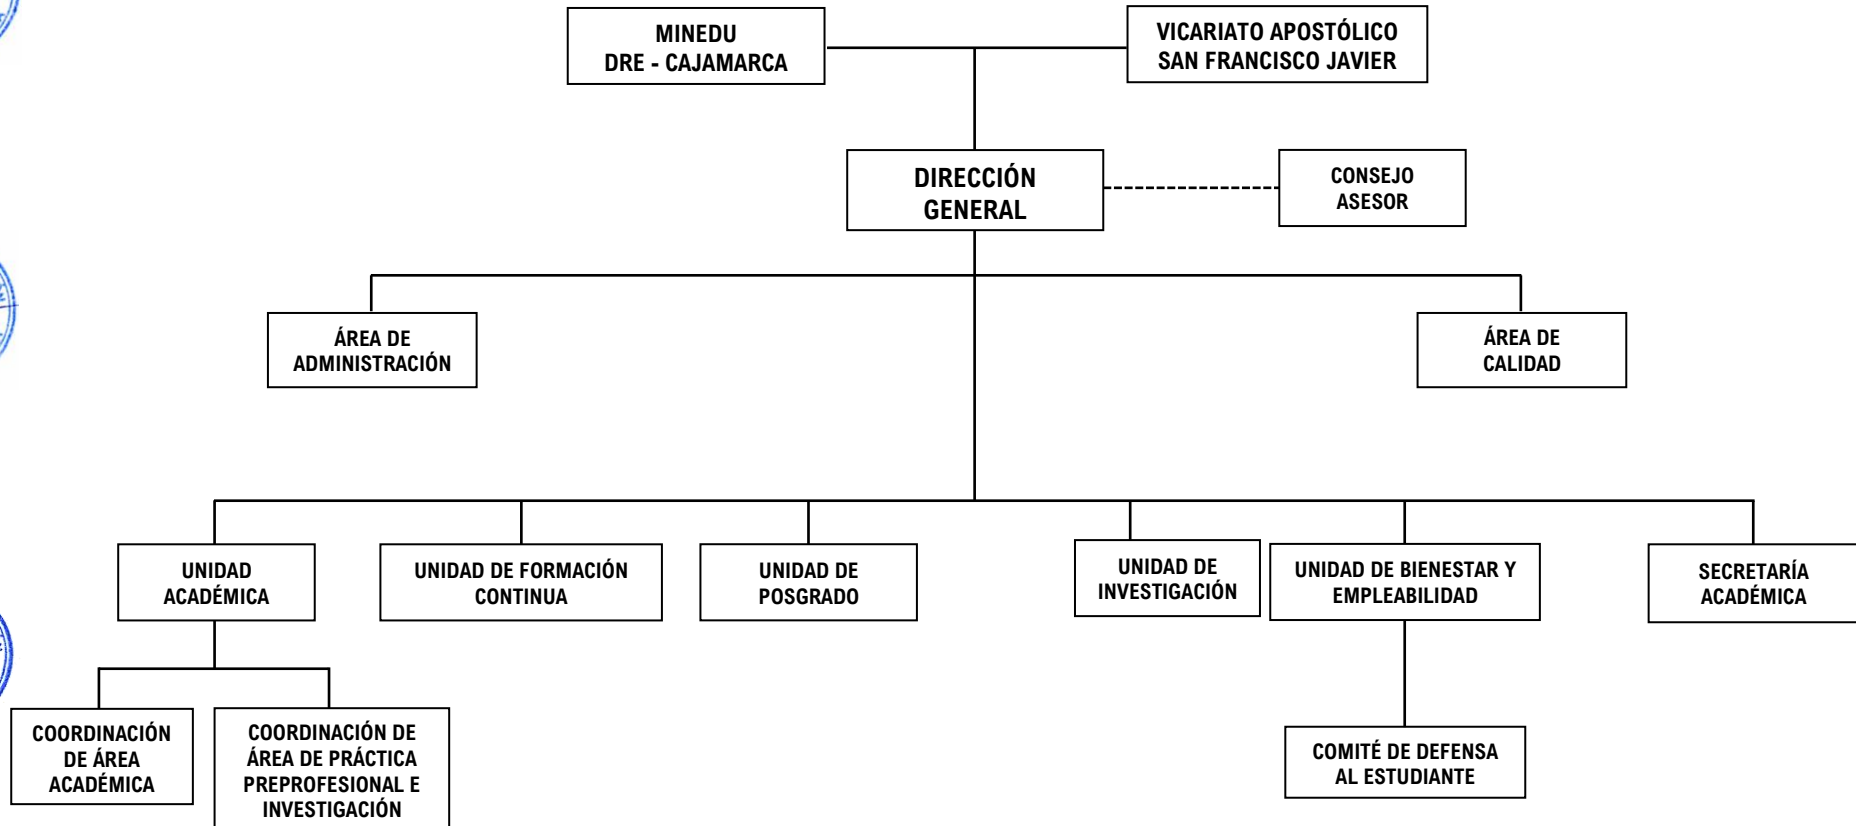 MINEDU
DRE - CAJAMARCA
VICARIATO APOSTÓLICO
SAN FRANCISCO JAVIER
DIRECCIÓN
GENERAL
CONSEJO
ASESOR
ÁREA DE
ADMINISTRACIÓN
ÁREA DE
CALIDAD
UNIDAD
ACADÉMICA
UNIDAD DE FORMACIÓN
CONTINUA
UNIDAD DE
POSGRADO
UNIDAD DE
INVESTIGACIÓN
UNIDAD DE BIENESTAR Y
EMPLEABILIDAD
SECRETARÍA
ACADÉMICA
COORDINACIÓN
DE ÁREA
ACADÉMICA
COORDINACIÓN DE
ÁREA DE PRÁCTICA
PREPROFESIONAL E
INVESTIGACIÓN
COMITÉ DE DEFENSA
AL ESTUDIANTE